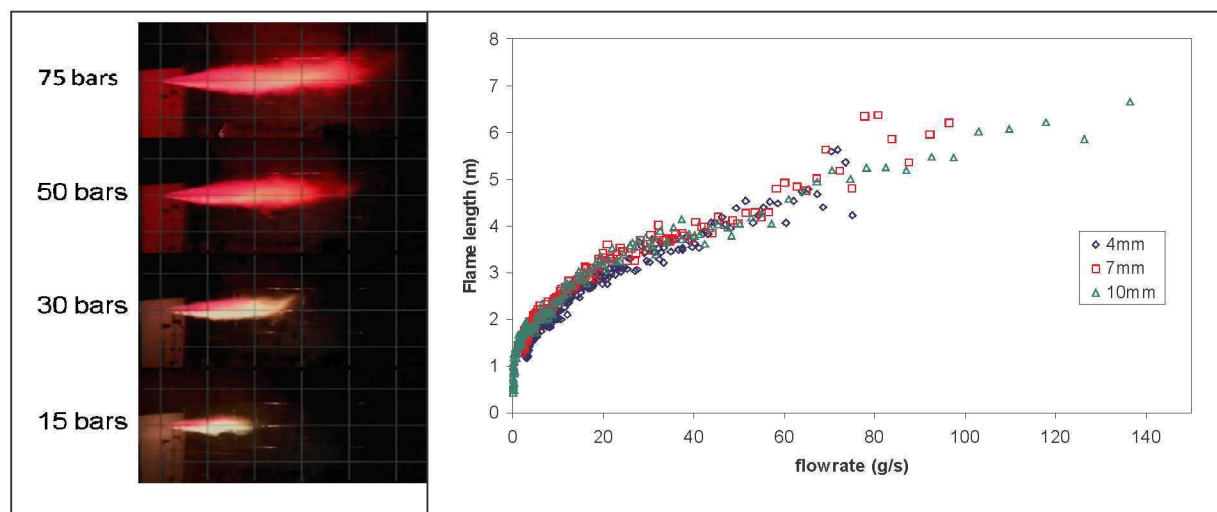 75 bars
50 bars
30 bars
15 bars
8
7
6
5
4
3
2
1
0
Flame length (m)
0 20 40 60 80 100 120 140
flowrate (g/s)
4mm
7mm
10mm